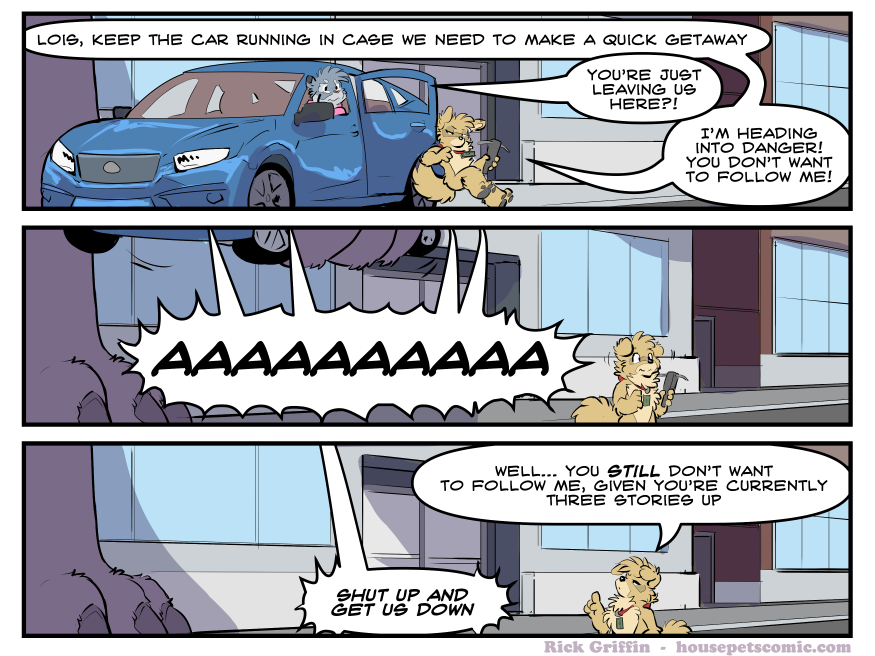 LOIS, KEEP THE CAR RUNNING IN CASE WE NEED TO MAKE A QUICK GETAWAY
YOU'RE JUST
LEAVING US
HERE?!
I'M HEADING
INTO DANGER!
YOU DON'T WANT
TO FOLLOW ME!
AAAAAAAAAAA
WELL... YOU STILL DON'T WANT
TO FOLLOW ME, GIVEN YOU'RE CURRENTLY
THREE STORIES UP
SHUT UP AND
GET US DOWN
Rick Griffin - housepetscomic.com